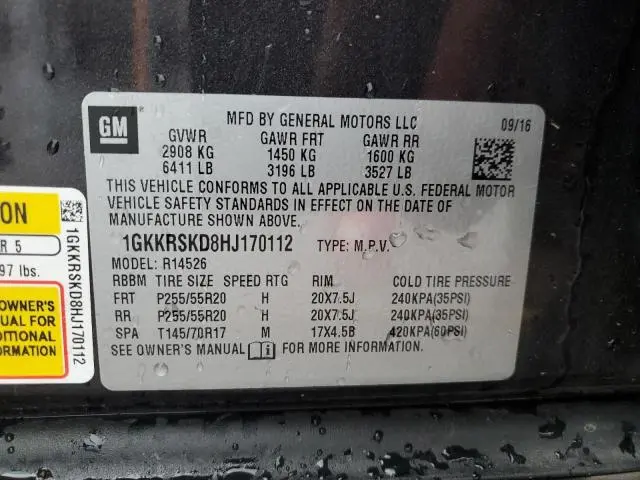 GM
MFD BY GENERAL MOTORS LLC 09/16
GVWR GAWR FRT GAWR RR
2908 KG 1450 KG 1600 KG
6411 LB 3196 LB 3527 LB
THIS VEHICLE CONFORMS TO ALL APPLICABLE U.S. FEDERAL MOTOR
VEHICLE SAFETY STANDARDS IN EFFECT ON THE DATE OF
MANUFACTURE SHOWN ABOVE.
1GKKRSKD8HJ170112 TYPE: M.P.V.
MODEL: R14526
RBBM TIRE SIZE SPEED RTG RIM COLD TIRE PRESSURE
FRT P255/55R20 H 20X7.5J 240KPA(35PSI)
RR P255/55R20 H 20X7.5J 240KPA(35PSI)
SPA T145/70R17 M 17X4.5B 420KPA(60PSI)
SEE OWNER'S MANUAL FOR MORE INFORMATION.
ON
R 5
97 lbs.
OWNER'S
UAL FOR
DITIONAL
ORMATION
1GKKRSKD8HJ170112